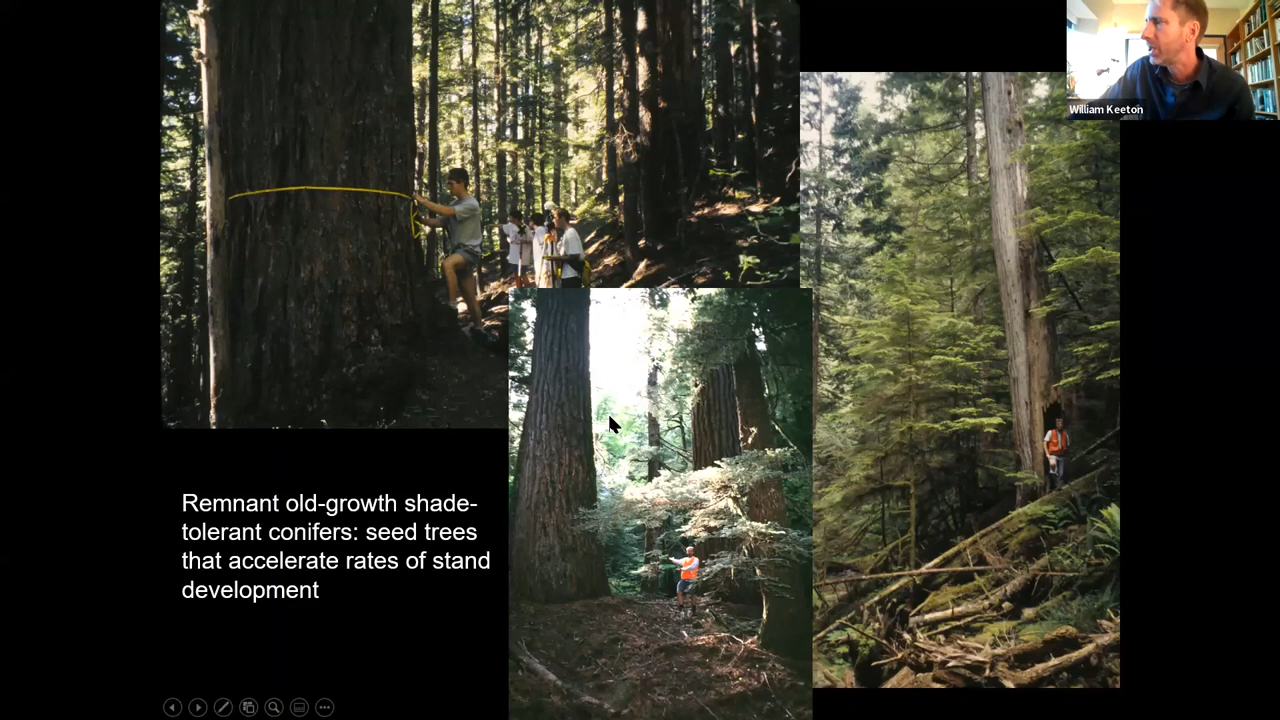 William Keeton
Remnant old-growth shade-
tolerant conifers: seed trees
that accelerate rates of stand
development